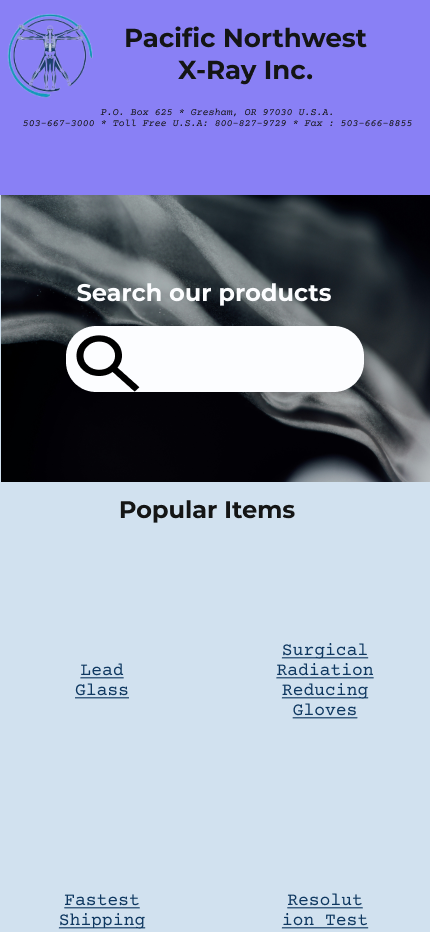 Pacific Northwest
X-Ray Inc.
P.O. Box 625 * Gresham, OR 97030 U.S.A.
503-667-3000 * Toll Free U.S.A: 800-827-9729 * Fax : 503-666-8855
Search our products
Popular Items
Lead
Glass
Surgical
Radiation
Reducing
Gloves
Fastest
Shipping
Resolut
ion Test